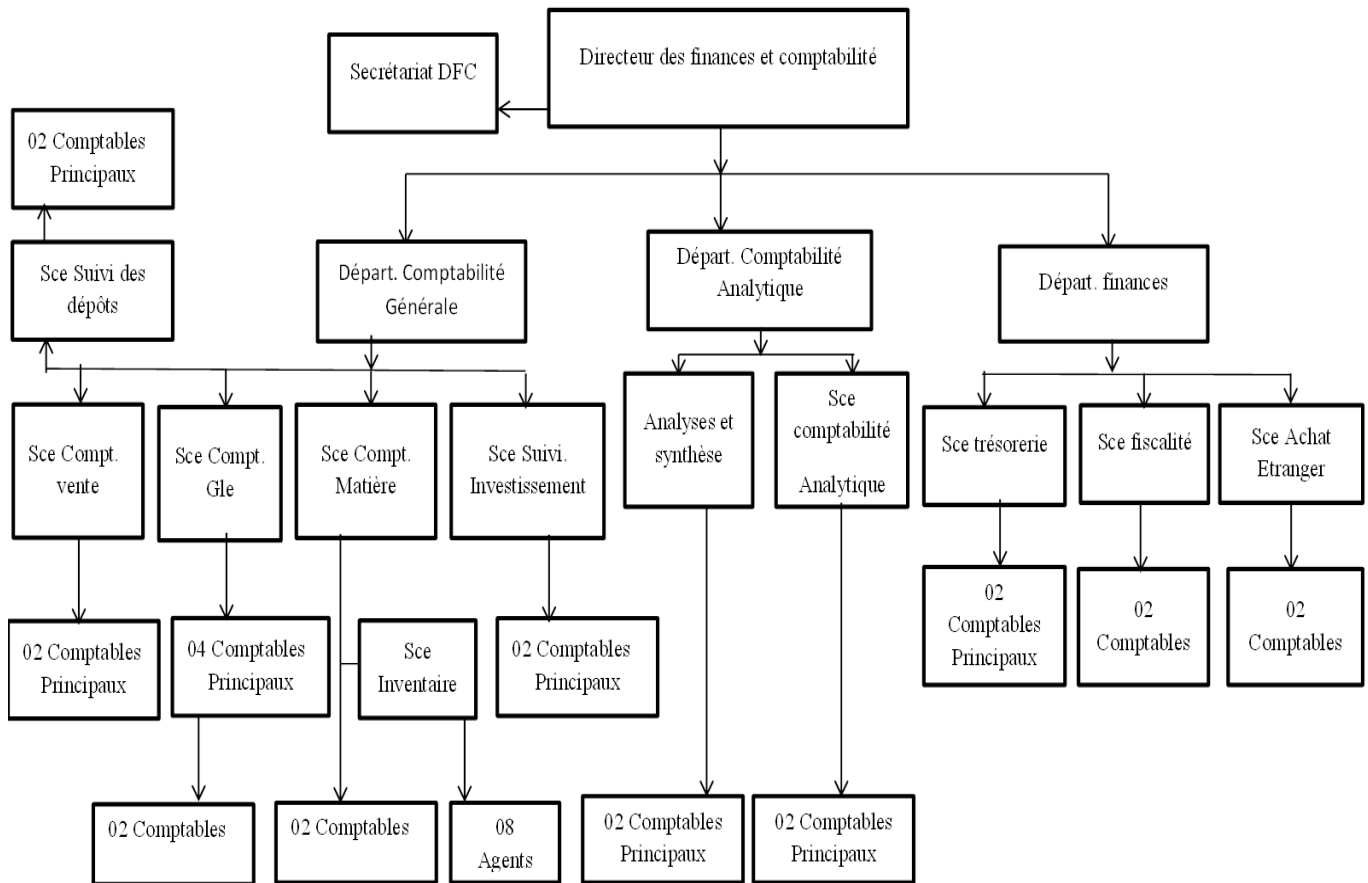 Directeur des finances et comptabilité
Secrétariat DFC
02 Comptables
Principaux
Sce Suivi des
dépôts
Départ. Comptabilité
Générale
Départ. Comptabilité
Analytique
Départ. finances
Sce Compt.
vente
Sce Compt.
Gle
Sce Compt.
Matière
Sce Suivi.
Investissement
Analyses et
synthèse
Sce
comptabilité
Analytique
Sce trésorerie
Sce fiscalité
Sce Achat
Etranger
02 Comptables
Principaux
04 Comptables
Principaux
Sce
Inventaire
02 Comptables
Principaux
02
Comptables
Principaux
02
Comptables
02
Comptables
02 Comptables
02 Comptables
08
Agents
02 Comptables
Principaux
02 Comptables
Principaux